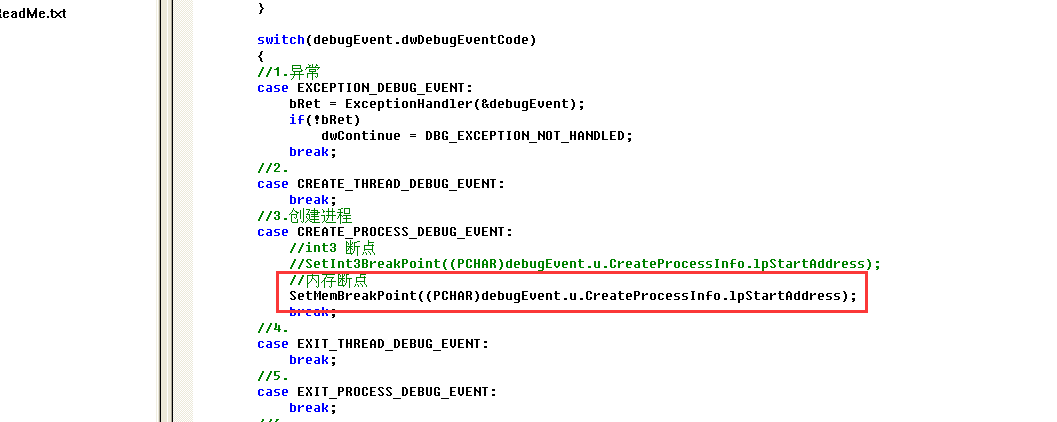 ReadMe.txt
}
switch(debugEvent.dwDebugEventCode)
{
//1.异常
case EXCEPTION_DEBUG_EVENT:
bRet = ExceptionHandler(&debugEvent);
if(!bRet)
dwContinue = DBG_EXCEPTION_NOT_HANDLED;
break;
//2.
case CREATE_THREAD_DEBUG_EVENT:
break;
//3.创建进程
case CREATE_PROCESS_DEBUG_EVENT:
//int3 断点
//SetInt3BreakPoint((PCHAR)debugEvent.u.CreateProcessInfo.lpStartAddress);
//内存断点
SetMemBreakPoint((PCHAR)debugEvent.u.CreateProcessInfo.lpStartAddress);
break;
//4.
case EXIT_THREAD_DEBUG_EVENT:
break;
//5.
case EXIT_PROCESS_DEBUG_EVENT:
break;